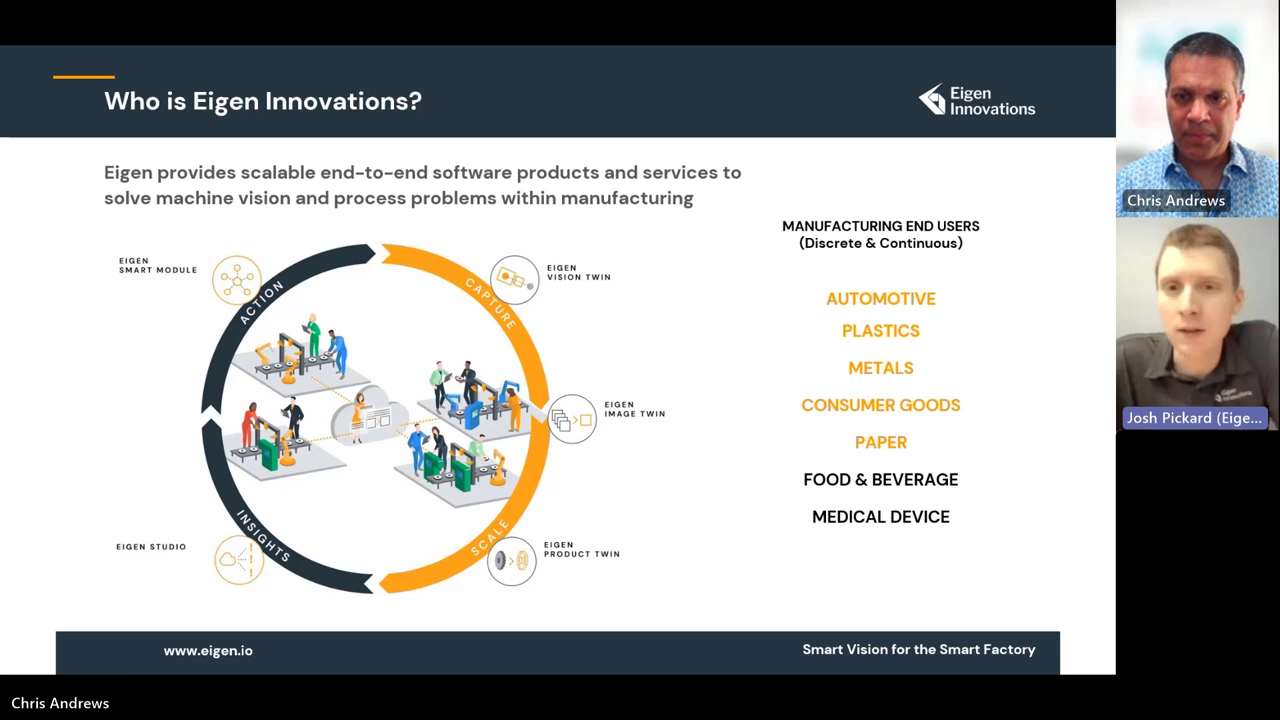 Who is Eigen Innovations?
Eigen
Innovations
Eigen provides scalable end-to-end software products and services to
solve machine vision and process problems within manufacturing
EIGEN
SMART MODULE
ACTION
CAPTURE
EIGEN
VISION TWIN
EIGEN
IMAGE TWIN
EIGEN STUDIO
INSIGHTS
SCALE
EIGEN
PRODUCT TWIN
MANUFACTURING END USERS
(Discrete & Continuous)
AUTOMOTIVE
PLASTICS
METALS
CONSUMER GOODS
PAPER
FOOD & BEVERAGE
MEDICAL DEVICE
www.eigen.io
Smart Vision for the Smart Factory
Chris Andrews
Eigen
Innovations
Josh Pickard (Eige...
Chris Andrews